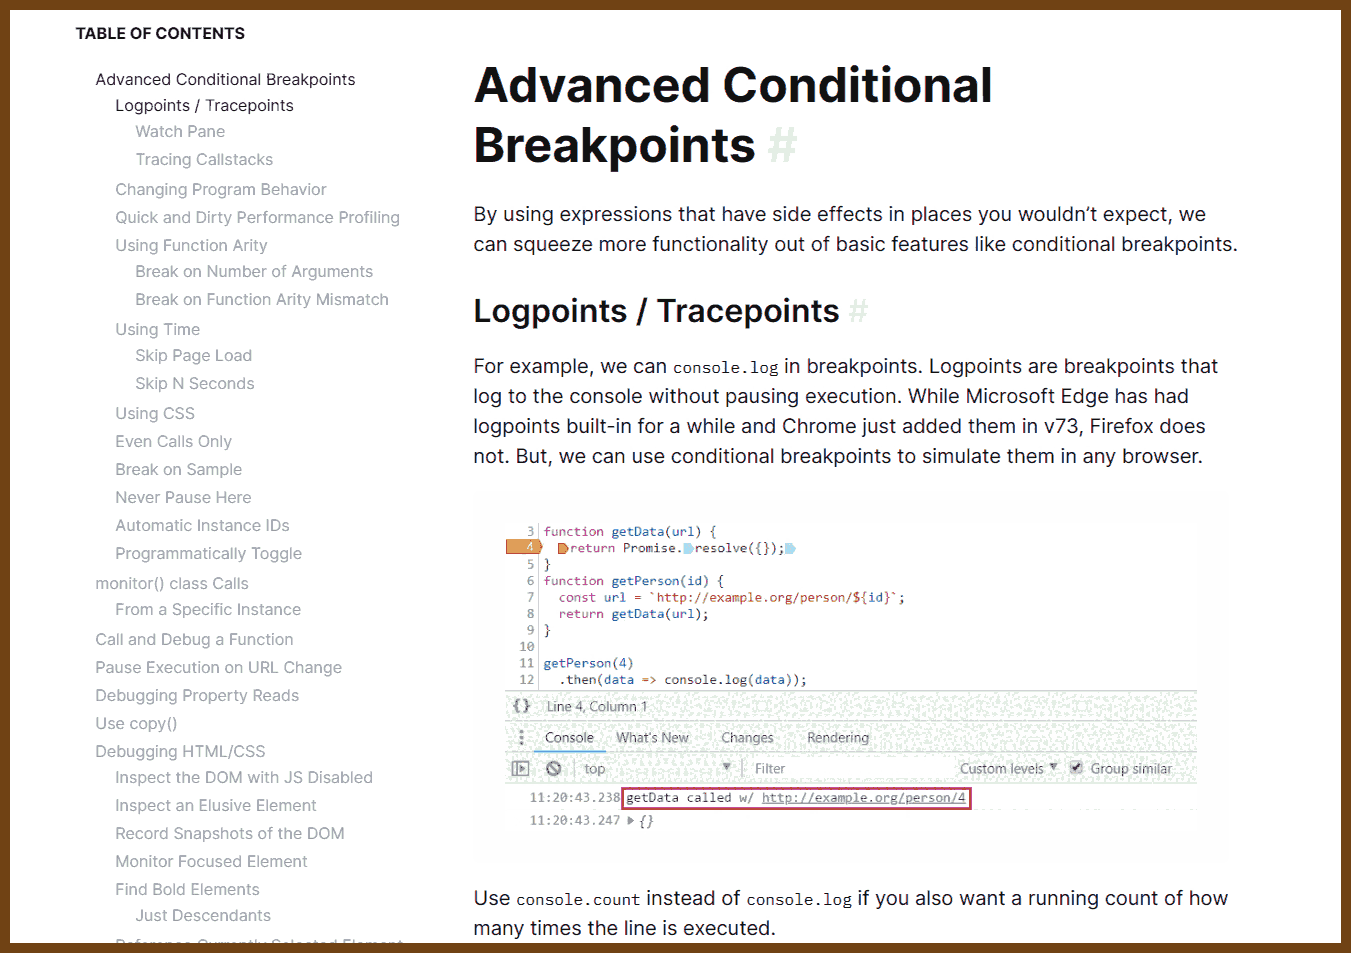 TABLE OF CONTENTS
Advanced Conditional Breakpoints
Logpoints / Tracepoints
Watch Pane
Tracing Callstacks
Changing Program Behavior
Quick and Dirty Performance Profiling
Using Function Arity
Break on Number of Arguments
Break on Function Arity Mismatch
Using Time
Skip Page Load
Skip N Seconds
Using CSS
Even Calls Only
Break on Sample
Never Pause Here
Automatic Instance IDs
Programmatically Toggle
monitor() class Calls
From a Specific Instance
Call and Debug a Function
Pause Execution on URL Change
Debugging Property Reads
Use copy()
Debugging HTML/CSS
Inspect the DOM with JS Disabled
Inspect an Elusive Element
Record Snapshots of the DOM
Monitor Focused Element
Find Bold Elements
Just Descendants
Reference Currently Selected Element
Advanced Conditional
Breakpoints #
By using expressions that have side effects in places you wouldn’t expect, we
can squeeze more functionality out of basic features like conditional breakpoints.
Logpoints / Tracepoints #
For example, we can console.log in breakpoints. Logpoints are breakpoints that
log to the console without pausing execution. While Microsoft Edge has had
logpoints built-in for a while and Chrome just added them in v73, Firefox does
not. But, we can use conditional breakpoints to simulate them in any browser.
3 function getData(url) {
4 return Promise.resolve({});
5 }
6 function getPerson(id) {
7 const url = `http://example.org/person/${id}`;
8 return getData(url);
9 }
10
11 getPerson(4)
12 .then(data => console.log(data));
{} Line 4, Column 1
Console What's New Changes Rendering
top Filter Custom levels Group similar
11:20:43.238 getData called w/ http://example.org/person/4
11:20:43.247 {}
Use console.count instead of console.log if you also want a running count of how
many times the line is executed.